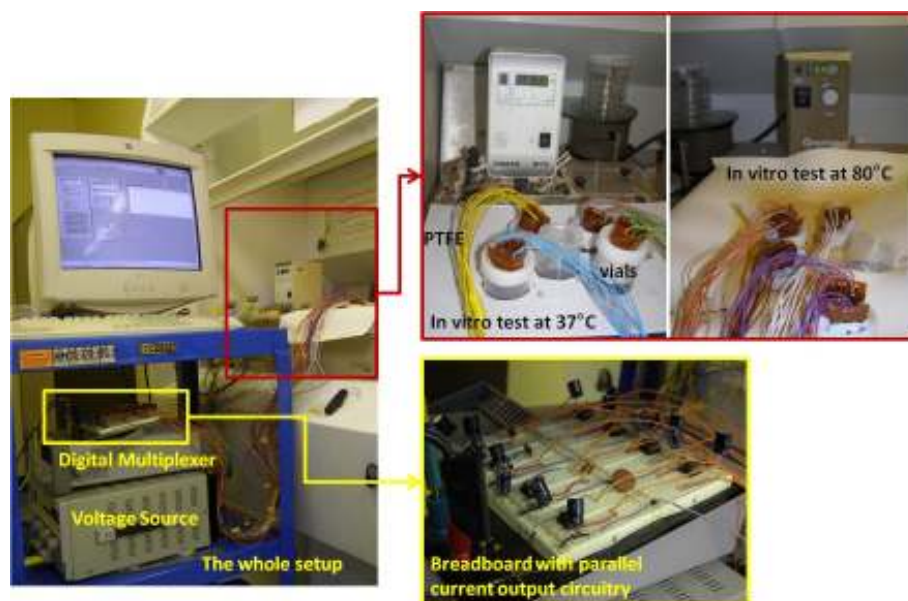 In vitro test at 80°C
PTFE
vials
In vitro test at 37°C
Digital Multiplexer
Voltage Source
The whole setup
Breadboard with parallel
current output circuitry